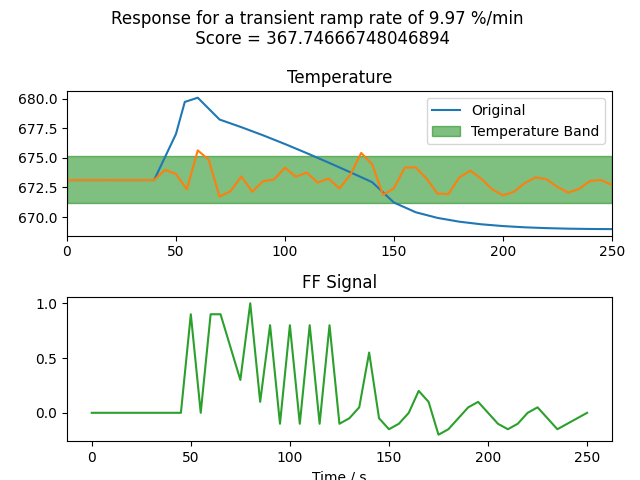 Response for a transient ramp rate of 9.97 %/min
Score = 367.74666748046894
Temperature
680.0
677.5
675.0
672.5
670.0
Original
Temperature Band
0 50 100 150 200 250
FF Signal
1.0
0.5
0.0
0 50 100 150 200 250
Time / s